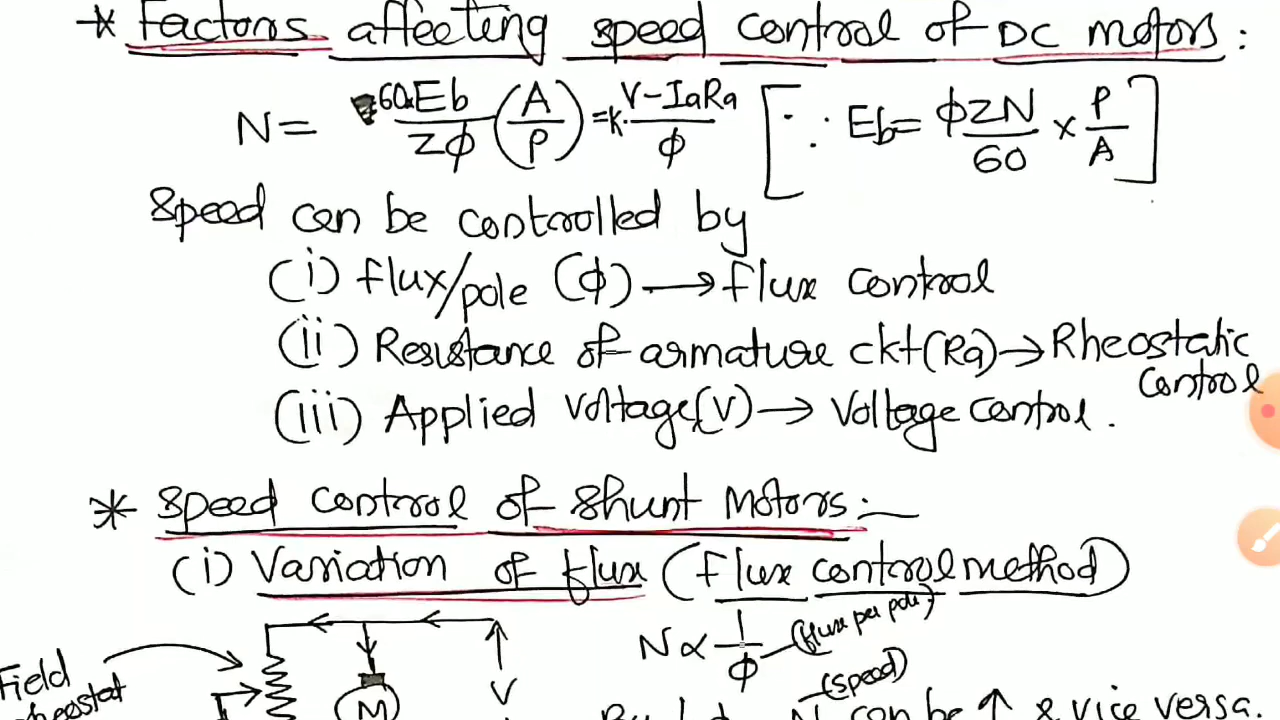 * Factors affecting speed control of DC motors:
N = 60×Eb/Zϕ (A/P) = K · V-IaRa/ϕ [∵ Eb = ϕZN/60 × P/A]
Speed can be controlled by
(i) flux/pole (ϕ) → flux control
(ii) Resistance of armature ckt(Ra) → Rheostatic
control
(iii) Applied voltage(V) → Voltage control.
* Speed control of Shunt Motors:-
(i) Variation of flux (flux control method)
N ∝ 1/ϕ (flux per pole)
(speed)
Field
V
M
N can be ↑ & vice versa.